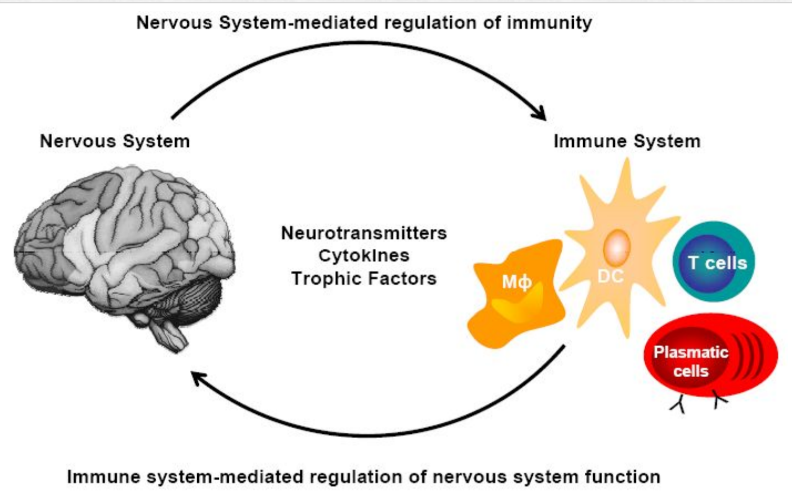 Nervous System-mediated regulation of immunity
Nervous System
Immune System
Neurotransmitters
CytokInes
Trophic Factors
Mϕ
DC
T cells
Plasmatic
cells
Immune system-mediated regulation of nervous system function